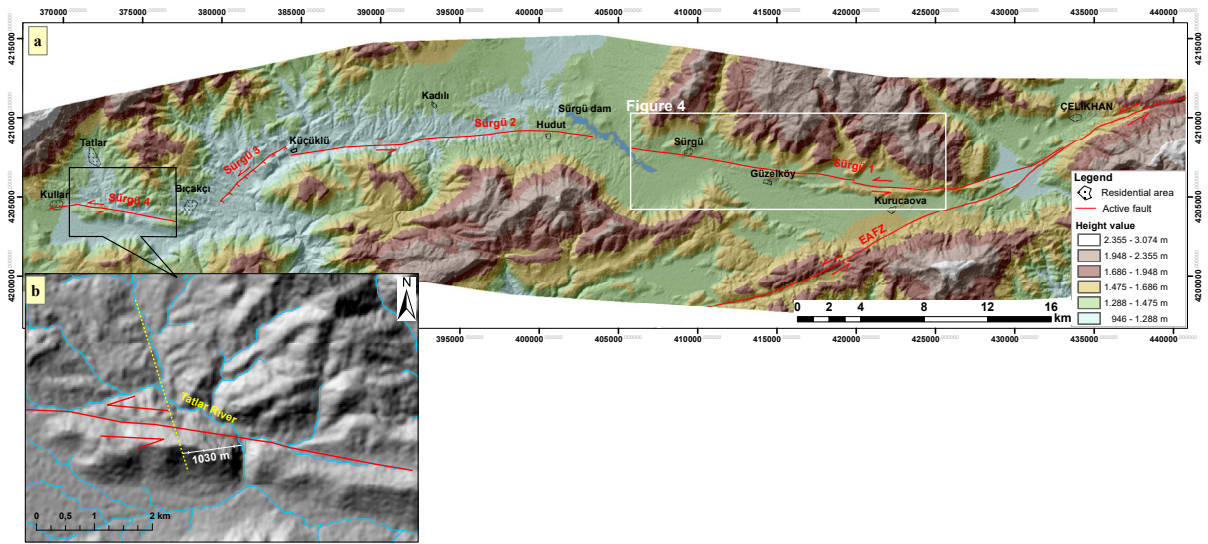 370000 375000 380000 385000 390000 395000 400000 405000 410000 415000 420000 425000 430000 435000 440000
a
4215000
4215000
Kadılı
Sürgü dam
Figure 4
ÇELİKHAN
4210000
4210000
Sürgü 2
Hudut
Küçüklü
Tatlar
Sürgü
Sürgü 3
Sürgü 1
Güzelköy
Kullar
Bıçakçı
Sürgü 4
4205000
4205000
Kurucaova
EAFZ
4200000
4200000
Legend
Residential area
Active fault
Height value
2.355 - 3.074 m
1.948 - 2.355 m
1.686 - 1.948 m
1.475 - 1.686 m
1.288 - 1.475 m
946 - 1.288 m
0 2 4 8 12 16
km
395000 400000 405000 410000 415000 420000 425000 430000 435000 440000
b
N
Tatlar River
1030 m
0 0,5 1 2 km